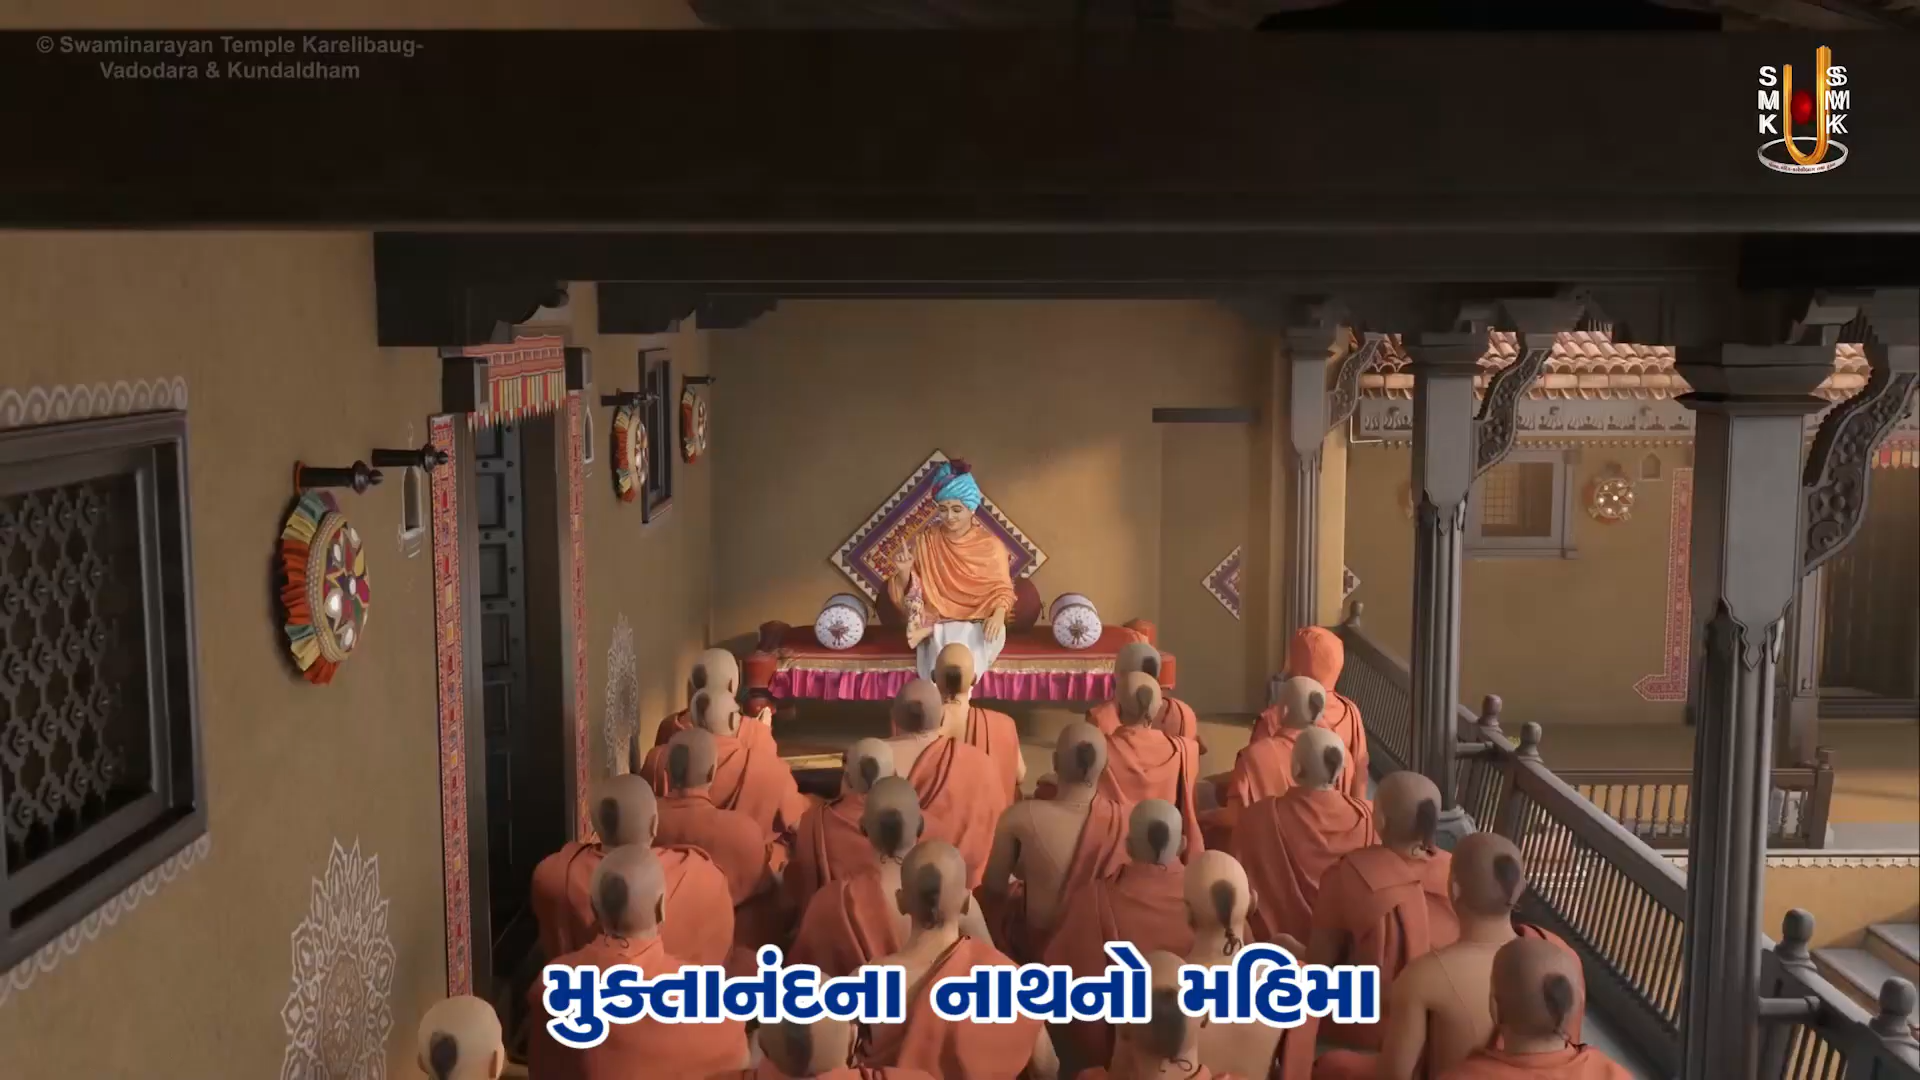 © Swaminarayan Temple Karelibaug-
Vadodara & Kundaldham
S S
M M
K K
મુક્તાનંદના નાથનો મહિમા